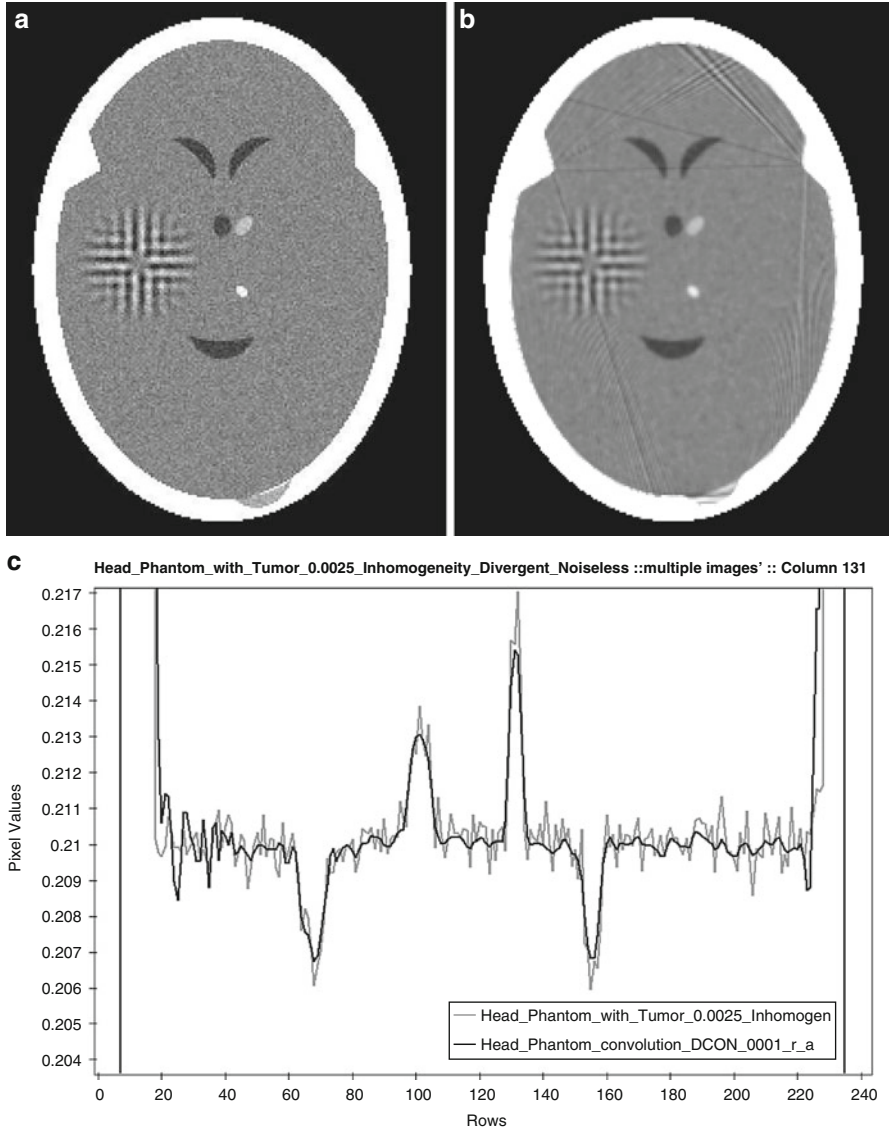 a
b
c
Head_Phantom_with_Tumor_0.0025_Inhomogeneity_Divergent_Noiseless ::multiple images' :: Column 131
0.217
0.216
0.215
0.214
0.213
0.212
0.211
0.21
0.209
0.208
0.207
0.206
0.205
0.204
Pixel Values
Head_Phantom_with_Tumor_0.0025_Inhomogen
Head_Phantom_convolution_DCON_0001_r_a
0 20 40 60 80 100 120 140 160 180 200 220 240
Rows